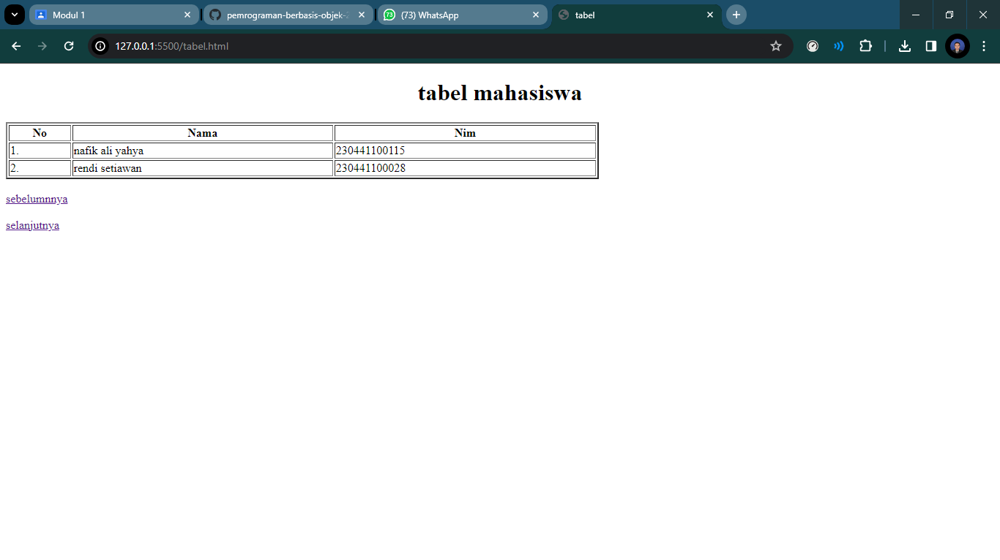 Modul 1
pemrograman-berbasis-objek-2
73
(73) WhatsApp
tabel
127.0.0.1:5500/tabel.html
tabel mahasiswa
No Nama Nim
1. nafik ali yahya 230441100115
2. rendi setiawan 230441100028
sebelumnnya
selanjutnya